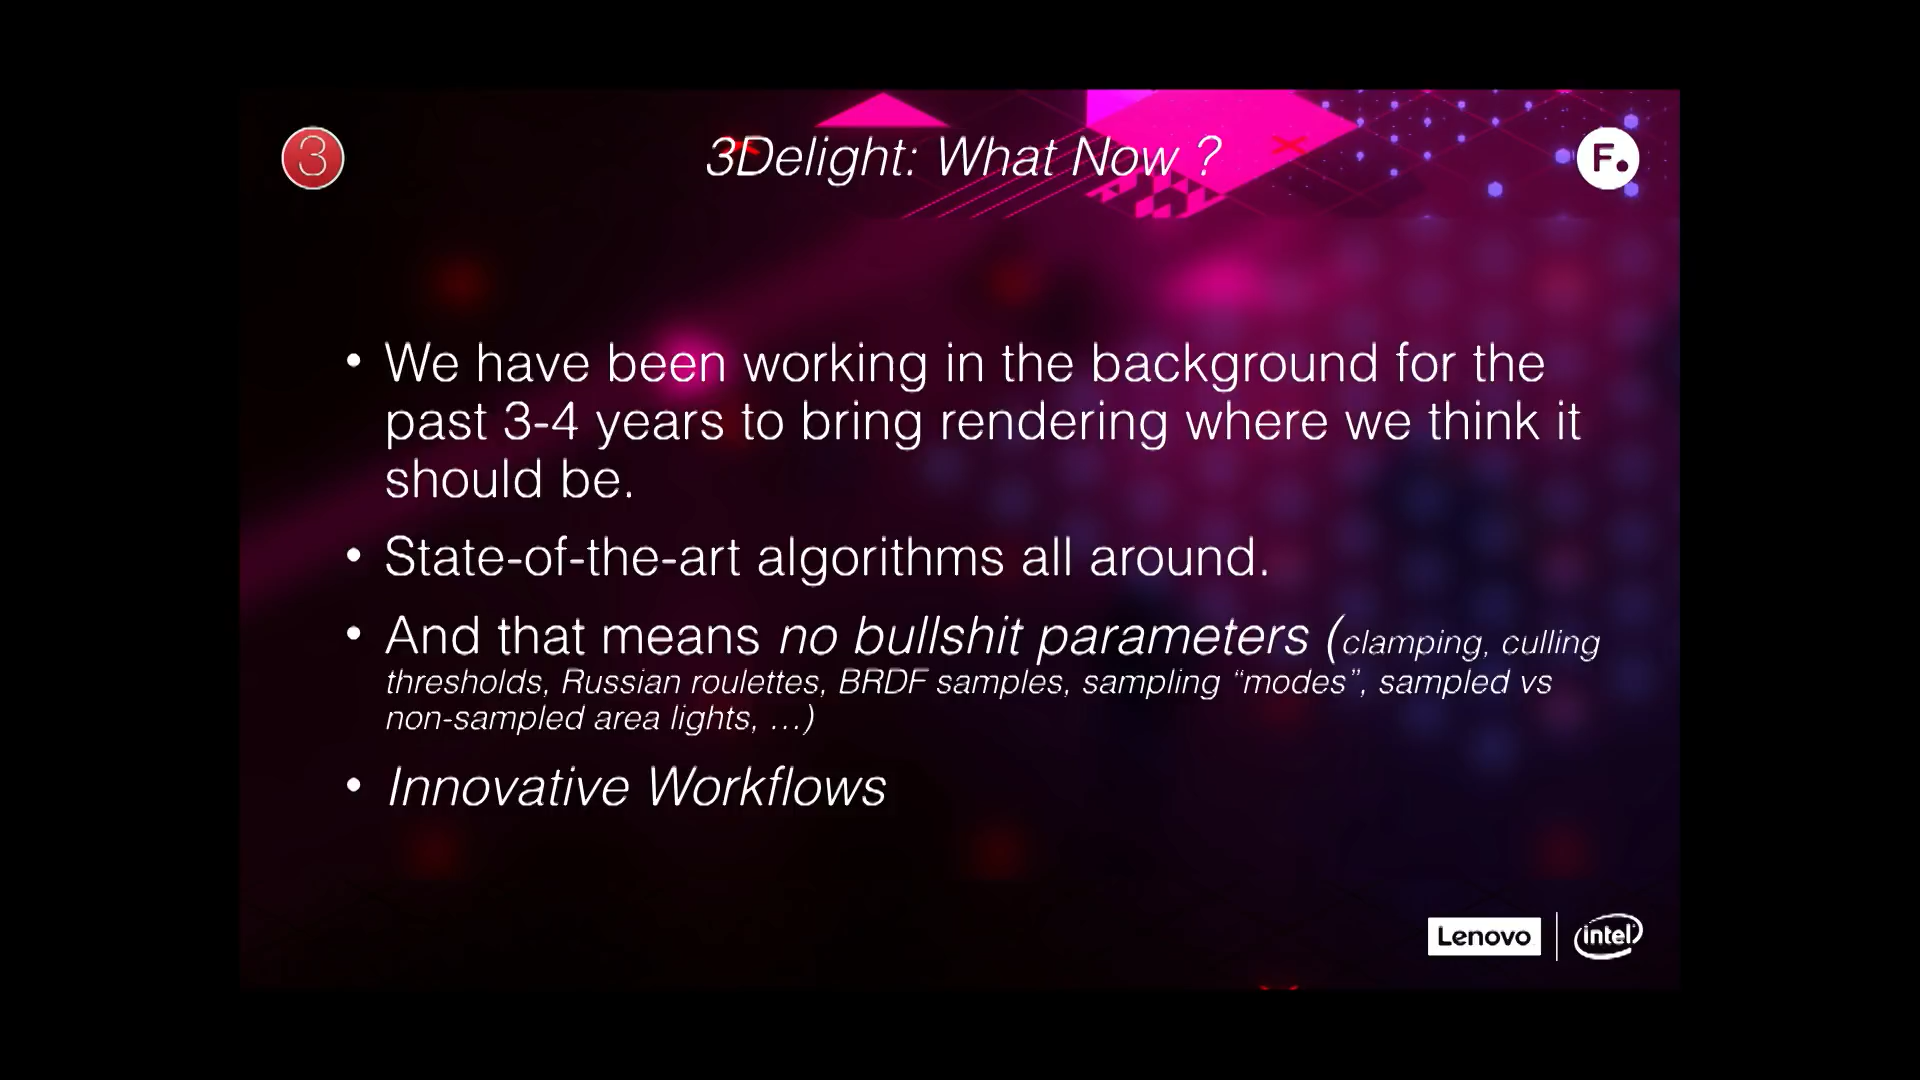 3
3Delight: What Now ?
F.
• We have been working in the background for the
past 3-4 years to bring rendering where we think it
should be.
• State-of-the-art algorithms all around.
• And that means no bullshit parameters (clamping, culling
thresholds, Russian roulettes, BRDF samples, sampling “modes”, sampled vs
non-sampled area lights, …)
• Innovative Workflows
Lenovo
intel